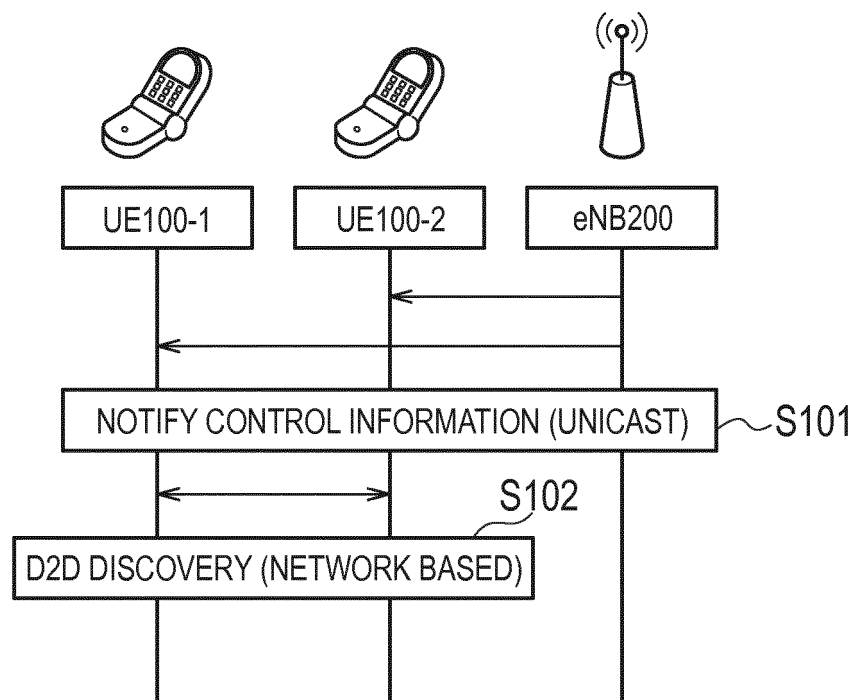 UE100-1
UE100-2
eNB200
NOTIFY CONTROL INFORMATION (UNICAST)
S101
S102
D2D DISCOVERY (NETWORK BASED)